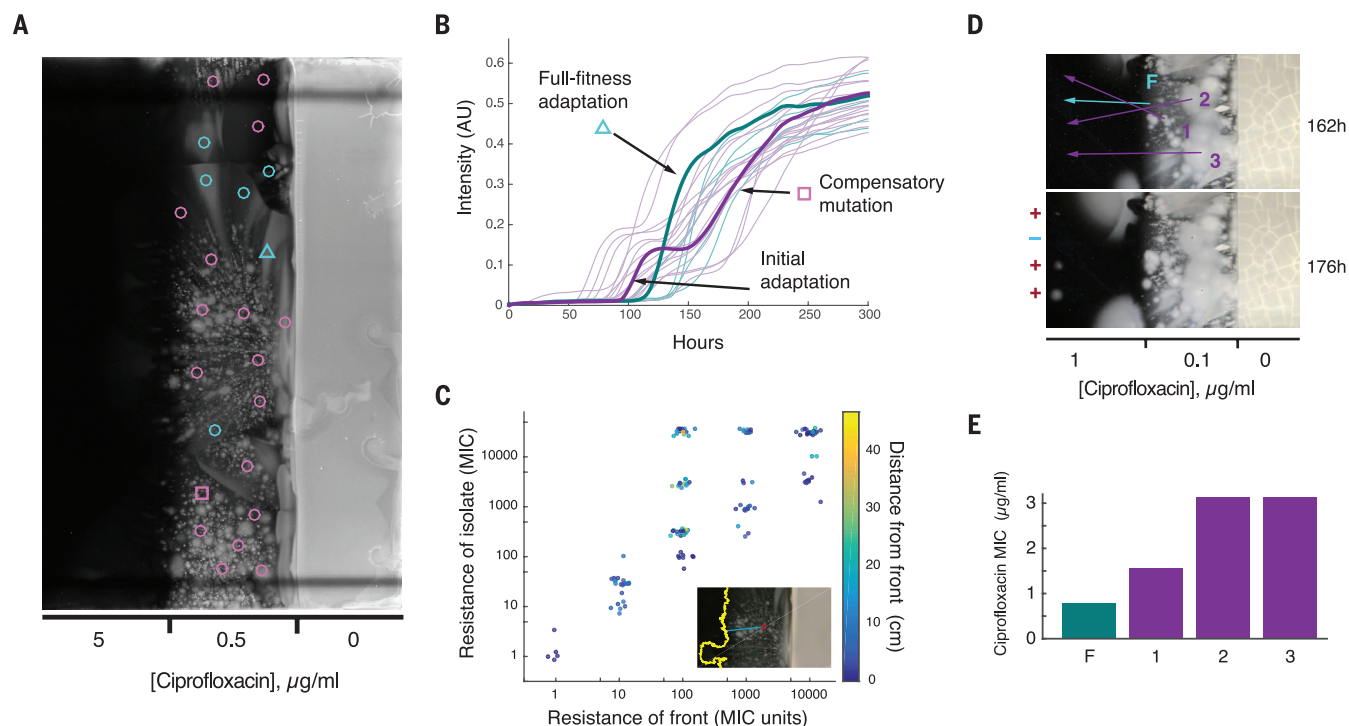 A
5
0.5
0
[Ciprofloxacin], µg/ml
B
Intensity (AU)
0.6
0.5
0.4
0.3
0.2
0.1
0
Full-fitness
adaptation
Compensatory
mutation
Initial
adaptation
0 50 100 150 200 250 300
Hours
C
Resistance of isolate (MIC)
10000
1000
100
10
1
1 10 100 1000 10000
Resistance of front (MIC units)
40
30
20
10
0
Distance from front (cm)
D
F
2
1
3
162h
+
−
+
+
176h
1
0.1
0
[Ciprofloxacin], µg/ml
E
Ciprofloxacin MIC (µg/ml)
3
2
1
0
F 1 2 3